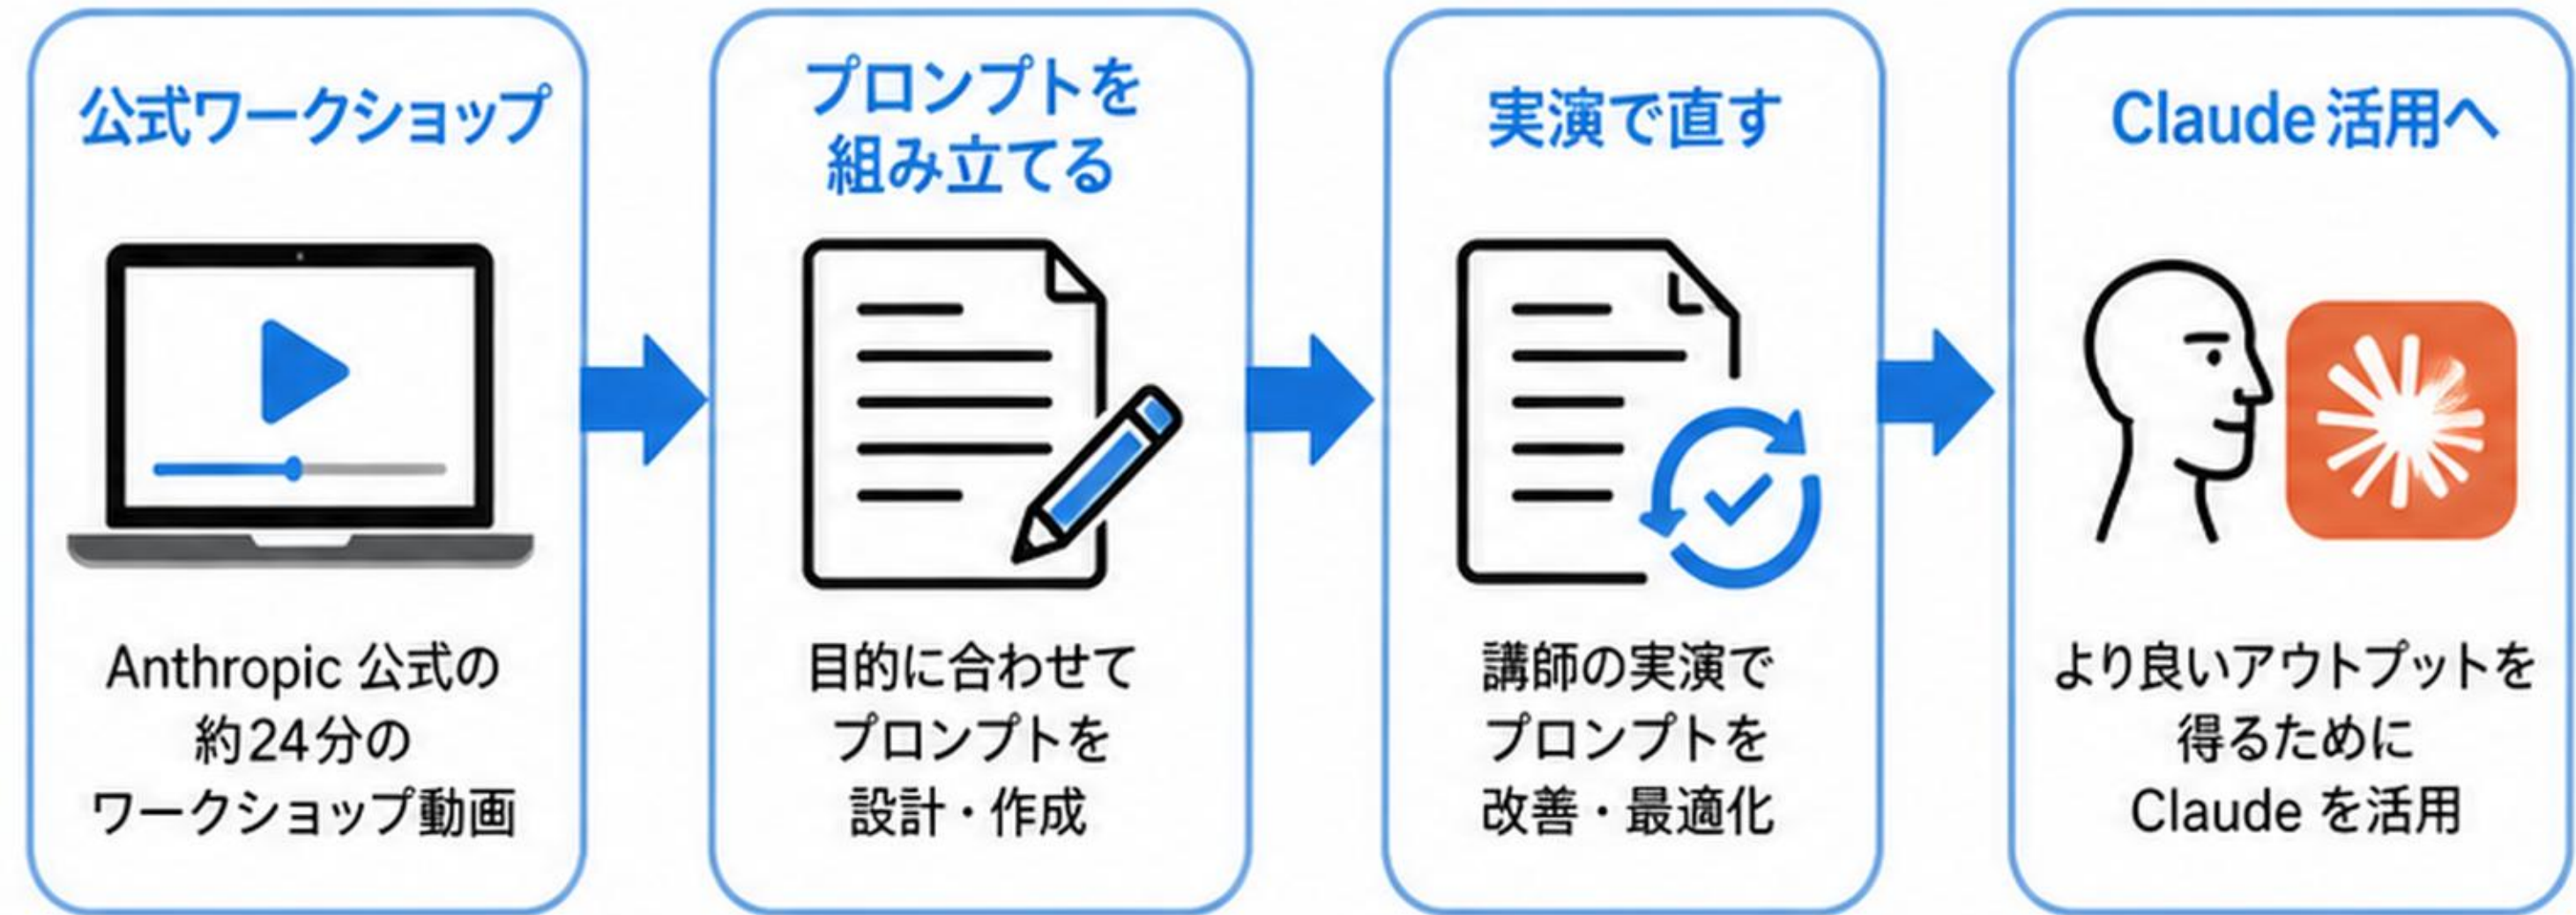 公式ワークショップ
Anthropic 公式の
約24分の
ワークショップ動画
プロンプトを
組み立てる
目的に合わせて
プロンプトを
設計・作成
実演で直す
講師の実演で
プロンプトを
改善・最適化
Claude 活用へ
より良いアウトプットを
得るために
Claude を活用